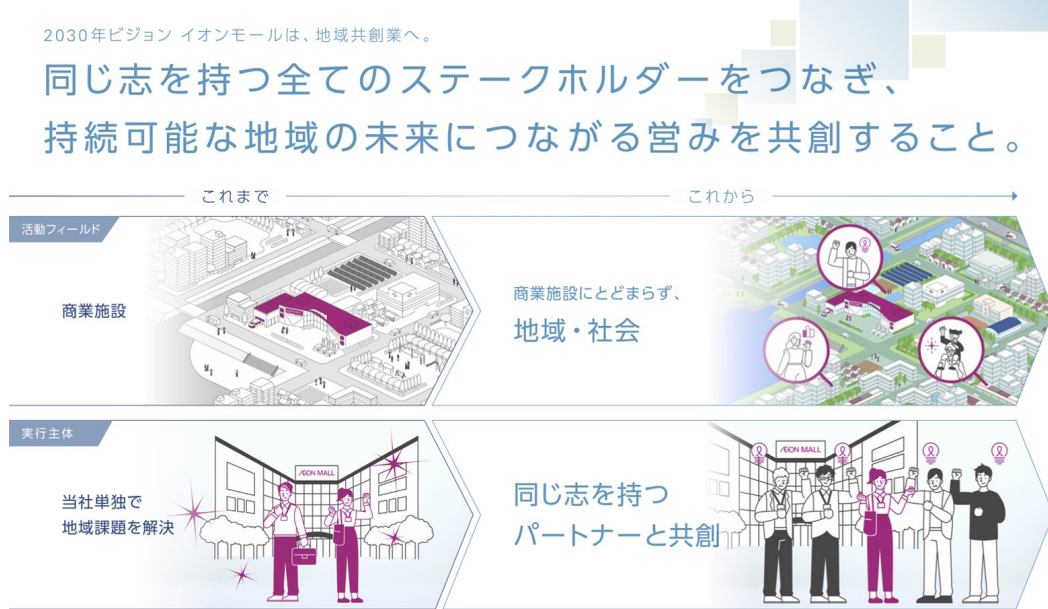 2030年ビジョン イオンモールは、地域共創業へ。
同じ志を持つ全てのステークホルダーをつなぎ、
持続可能な地域の未来につながる営みを共創すること。
これまで
これから
活動フィールド
商業施設
商業施設にとどまらず、
地域・社会
実行主体
ÆON MALL
当社単独で
地域課題を解決
ÆON MALL
同じ志を持つ
パートナーと共創